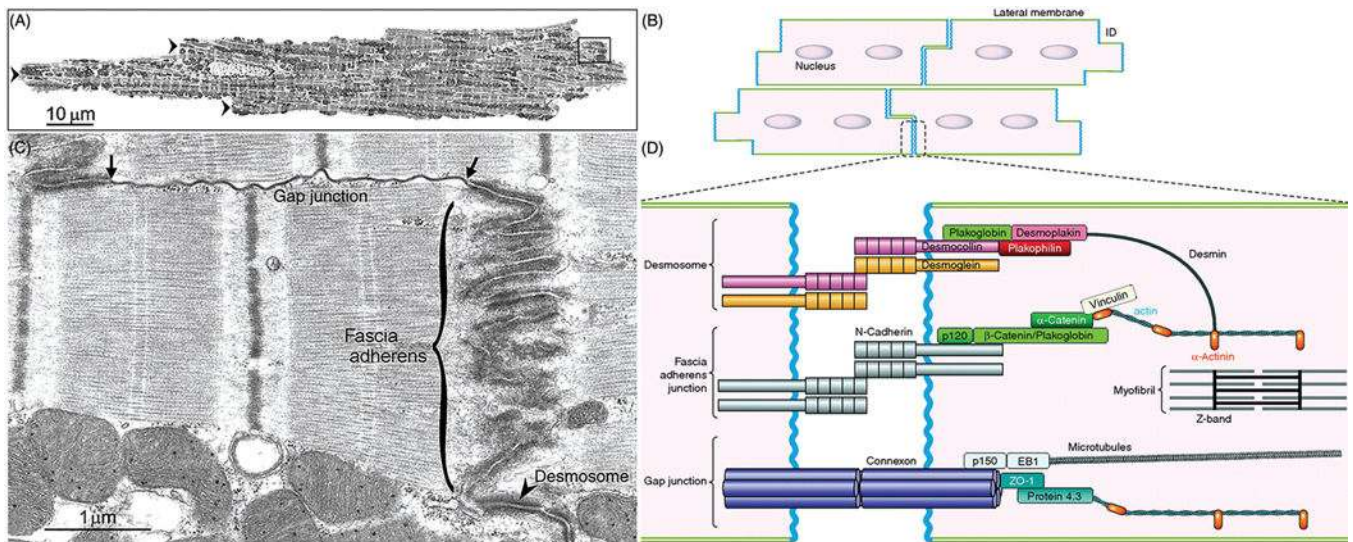 (A)
10 μm
(B)
Lateral membrane
ID
Nucleus
(C)
Gap junction
Fascia
adherens
Desmosome
1μm
(D)
Desmosome
Plakoglobin
Desmoplakin
Desmocollin
Plakophilin
Desmoglein
Desmin
Vinculin
α-Catenin
actin
N-Cadherin
p120
β-Catenin/Plakoglobin
α-Actinin
Fascia
adherens
junction
Myofibril
Z-band
Microtubules
Connexon
p150
EB1
Gap junction
ZO-1
Protein 4.3